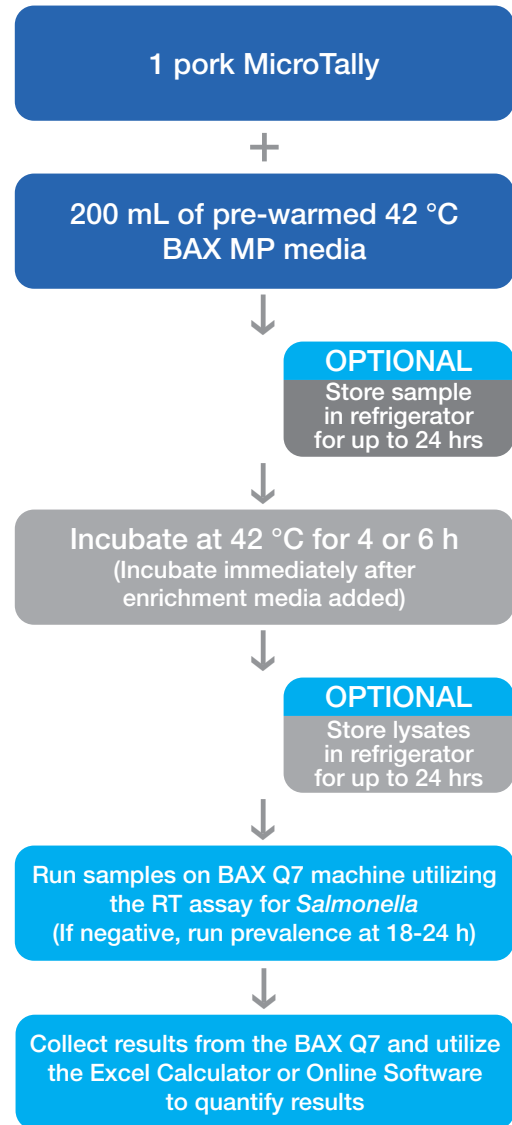 1 pork MicroTally
+
200 mL of pre-warmed 42 °C
BAX MP media
OPTIONAL
Store sample
in refrigerator
for up to 24 hrs
Incubate at 42 °C for 4 or 6 h
(Incubate immediately after
enrichment media added)
OPTIONAL
Store lysates
in refrigerator
for up to 24 hrs
Run samples on BAX Q7 machine utilizing
the RT assay for Salmonella
(If negative, run prevalence at 18-24 h)
Collect results from the BAX Q7 and utilize
the Excel Calculator or Online Software
to quantify results